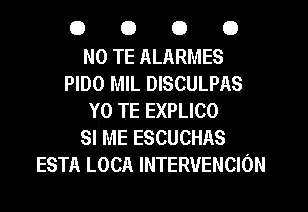 NO TE ALARMES
PIDO MIL DISCULPAS
YO TE EXPLICO
SI ME ESCUCHAS
ESTA LOCA INTERVENCIÓN